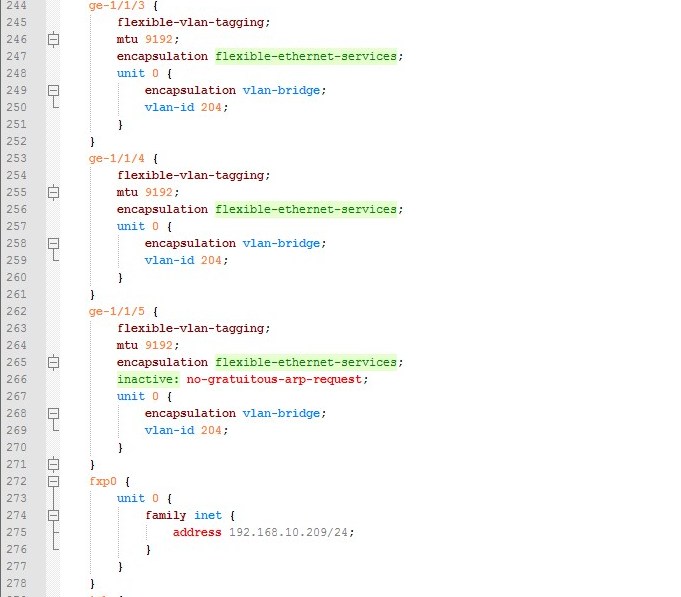 244 ge-1/1/3 {
245 flexible-vlan-tagging;
246 mtu 9192;
247 encapsulation flexible-ethernet-services;
248 unit 0 {
249 encapsulation vlan-bridge;
250 vlan-id 204;
251 }
252 }
253 ge-1/1/4 {
254 flexible-vlan-tagging;
255 mtu 9192;
256 encapsulation flexible-ethernet-services;
257 unit 0 {
258 encapsulation vlan-bridge;
259 vlan-id 204;
260 }
261 }
262 ge-1/1/5 {
263 flexible-vlan-tagging;
264 mtu 9192;
265 encapsulation flexible-ethernet-services;
266 inactive: no-gratuitous-arp-request;
267 unit 0 {
268 encapsulation vlan-bridge;
269 vlan-id 204;
270 }
271 }
272 fxp0 {
273 unit 0 {
274 family inet {
275 address 192.168.10.209/24;
276 }
277 }
278 }